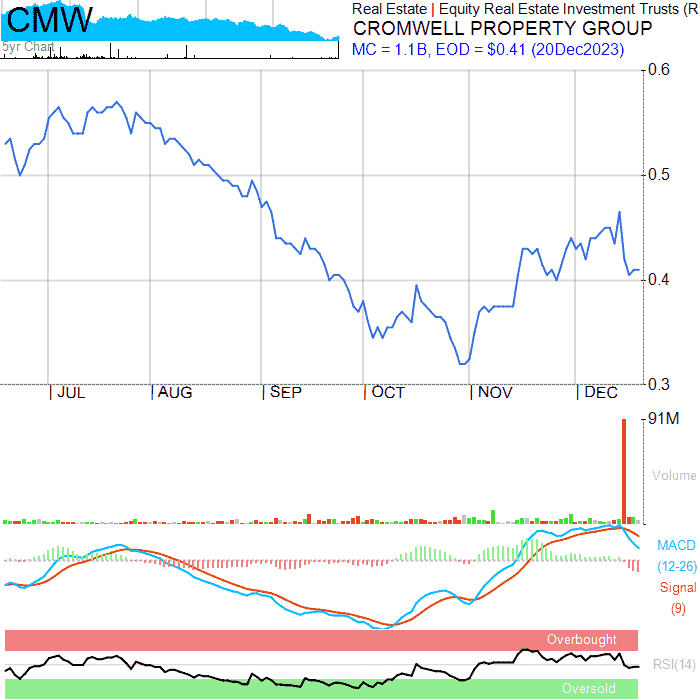 CMW
5yr Chart
Real Estate | Equity Real Estate Investment Trusts (R
CROMWELL PROPERTY GROUP
MC = 1.1B, EOD = $0.41 (20Dec2023)
0.6
0.5
0.4
0.3
JUL AUG SEP OCT NOV DEC
91M
Volume
MACD
(12-26)
Signal
(9)
Overbought
RSI(14)
Oversold